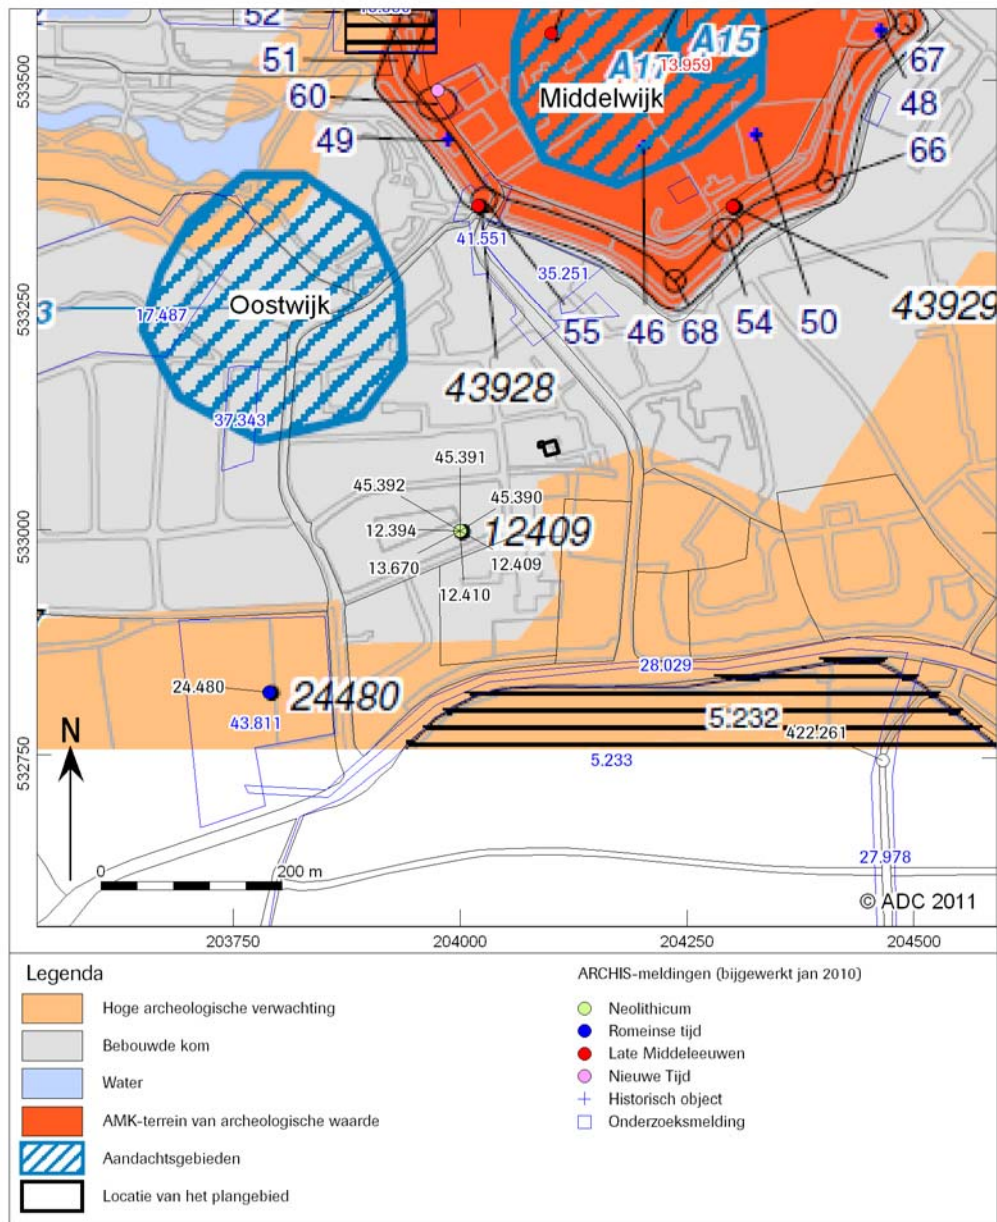 52
51
60
49
A15
A17
13.959
Middelwijk
67
48
66
533500
41.551
35.251
Oostwijk
17.487
3
533250
43929
55
46
68
54
50
43928
37.343
45.391
45.392
45.390
12.394
12409
13.670
12.409
12.410
533000
28.029
24.480
24480
43.811
5.232
422.261
5.233
532750
N
0
200 m
27.978
© ADC 2011
203750
204000
204250
204500
Legenda
Hoge archeologische verwachting
Bebouwde kom
Water
AMK-terrein van archeologische waarde
Aandachtsgebieden
Locatie van het plangebied
ARCHIS-meldingen (bijgewerkt jan 2010)
Neolithicum
Romeinse tijd
Late Middeleeuwen
Nieuwe Tijd
Historisch object
Onderzoeksmelding